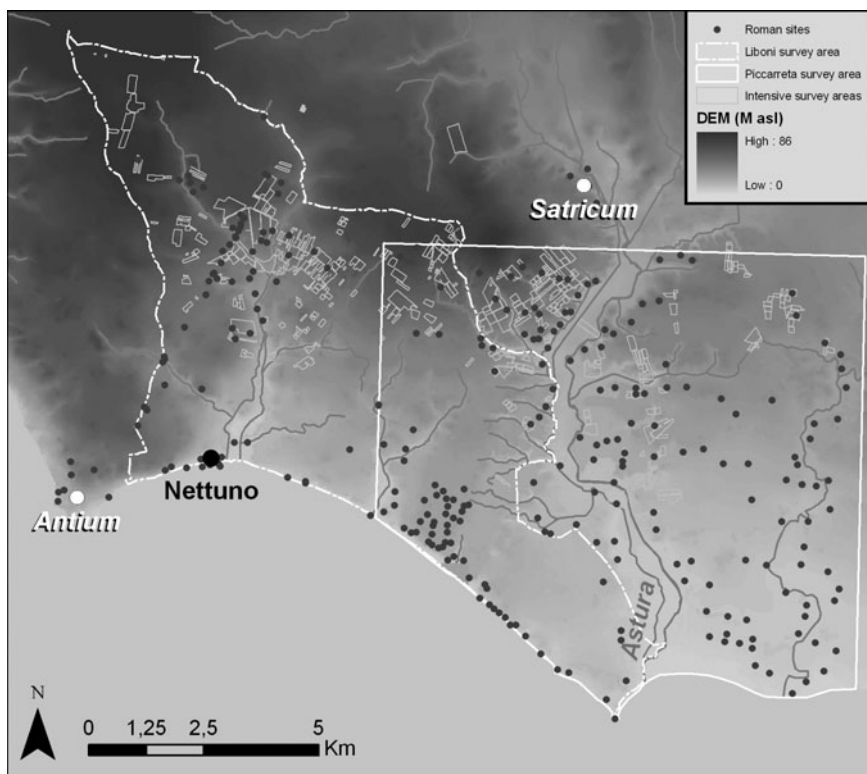 Roman sites
Liboni survey area
Piccarreta survey area
Intensive survey areas
DEM (M asl)
High : 86
Low : 0
Satricum
Nettuno
Antium
Astura
N
0 1,25 2,5 5
Km